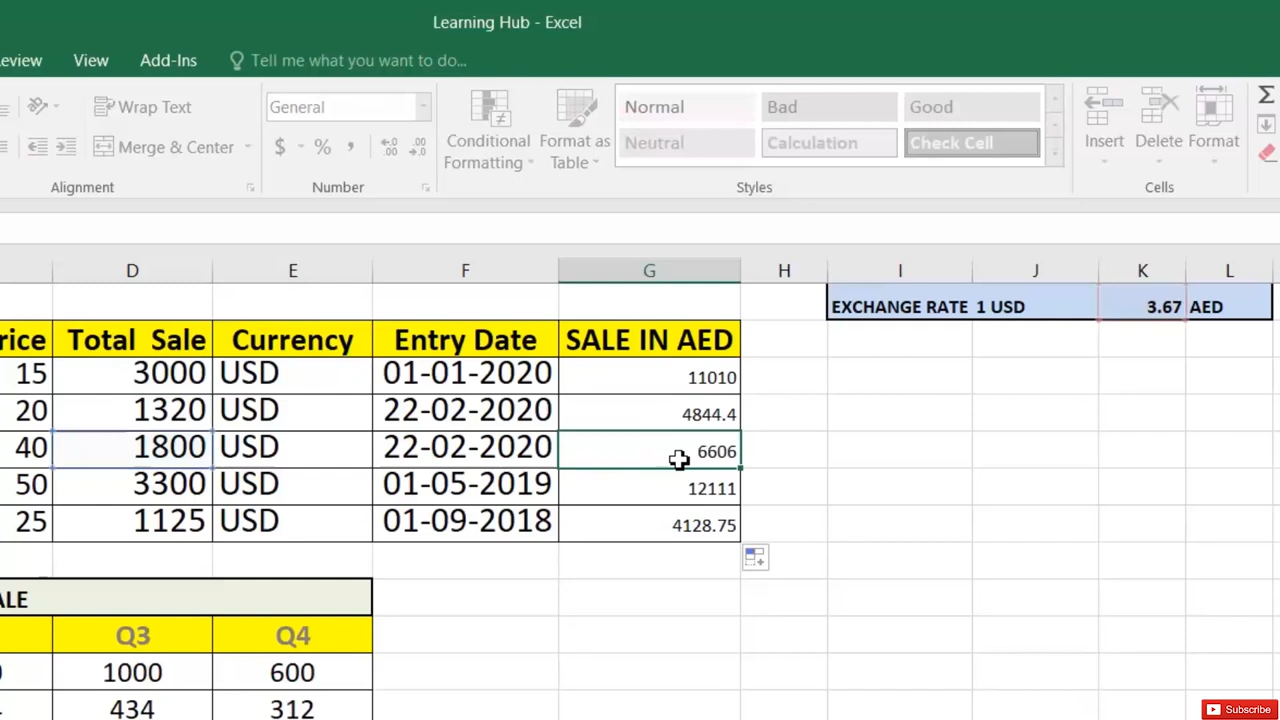 Learning Hub - Excel
eview View Add-Ins Tell me what you want to do...
Wrap Text General Conditional Formatting Format as Table Normal Bad Good Insert Delete Format Σ
Merge & Center $ % , Neutral Calculation Check Cell
Alignment Number Styles Cells
D E F G H I J K L
EXCHANGE RATE 1 USD 3.67 AED
rice Total Sale Currency Entry Date SALE IN AED
15 3000 USD 01-01-2020 11010
20 1320 USD 22-02-2020 4844.4
40 1800 USD 22-02-2020 6606
50 3300 USD 01-05-2019 12111
25 1125 USD 01-09-2018 4128.75
ALE
Q3 Q4
1000 600
434 312
Subscribe